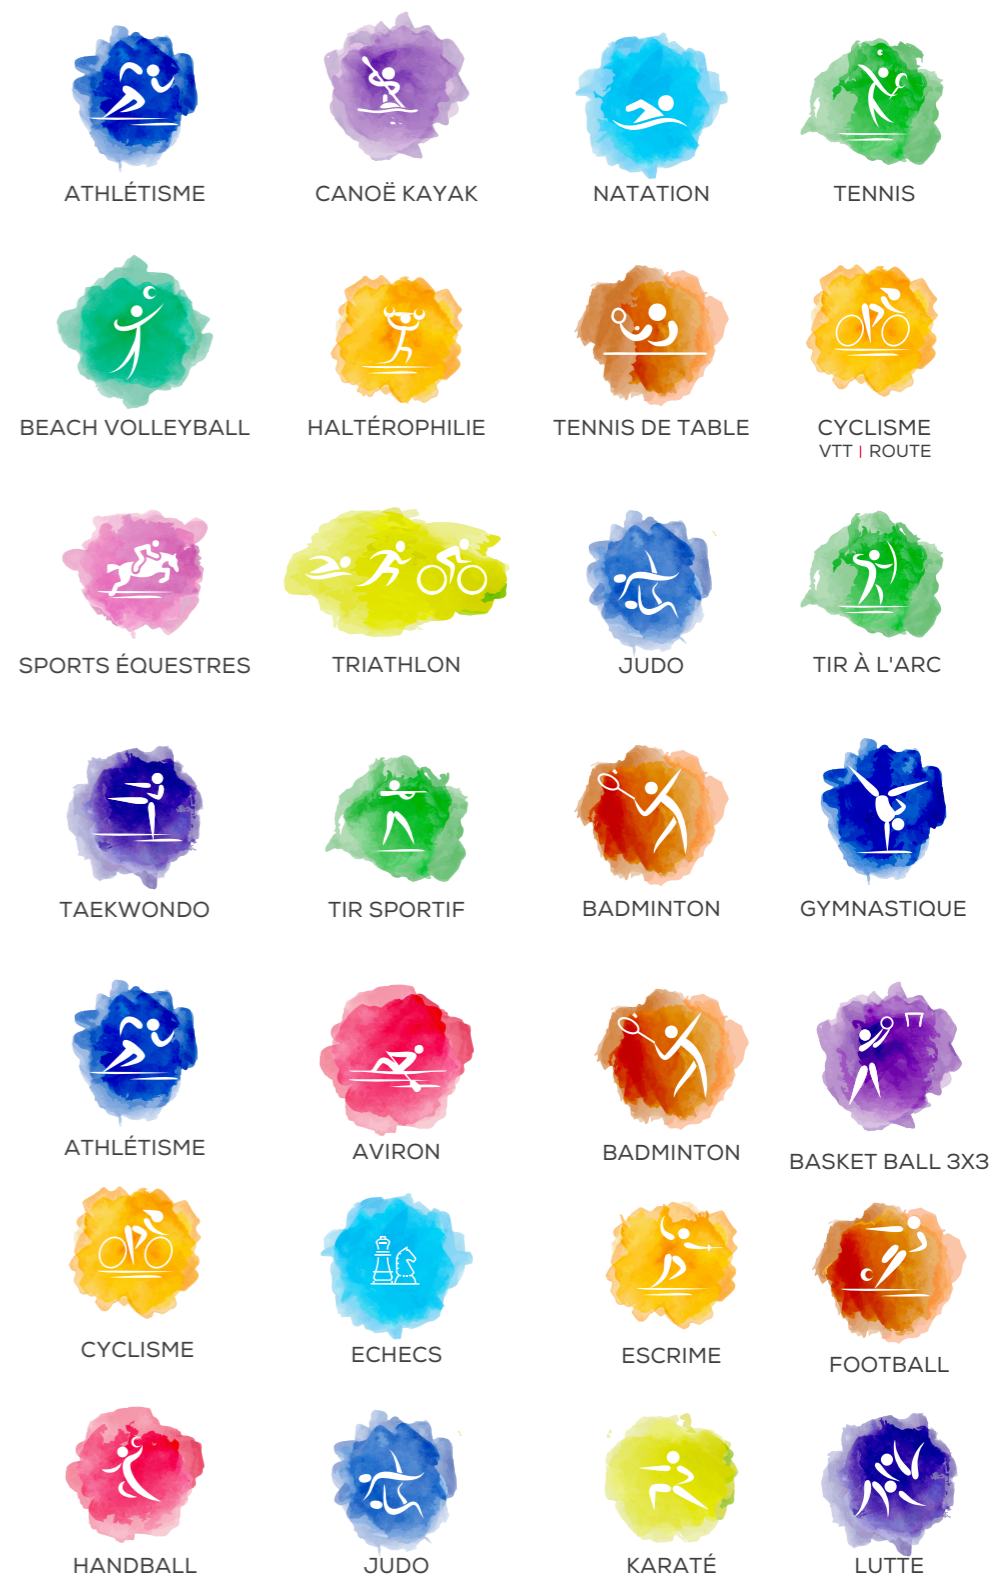 ATHLÉTISME
CANOË KAYAK
NATATION
TENNIS
BEACH VOLLEYBALL
HALTÉROPHILIE
TENNIS DE TABLE
CYCLISME
VTT | ROUTE
SPORTS ÉQUESTRES
TRIATHLON
JUDO
TIR À L'ARC
TAEKWONDO
TIR SPORTIF
BADMINTON
GYMNASTIQUE
ATHLÉTISME
AVIRON
BADMINTON
BASKET BALL 3X3
CYCLISME
ECHECS
ESCRIME
FOOTBALL
HANDBALL
JUDO
KARATÉ
LUTTE